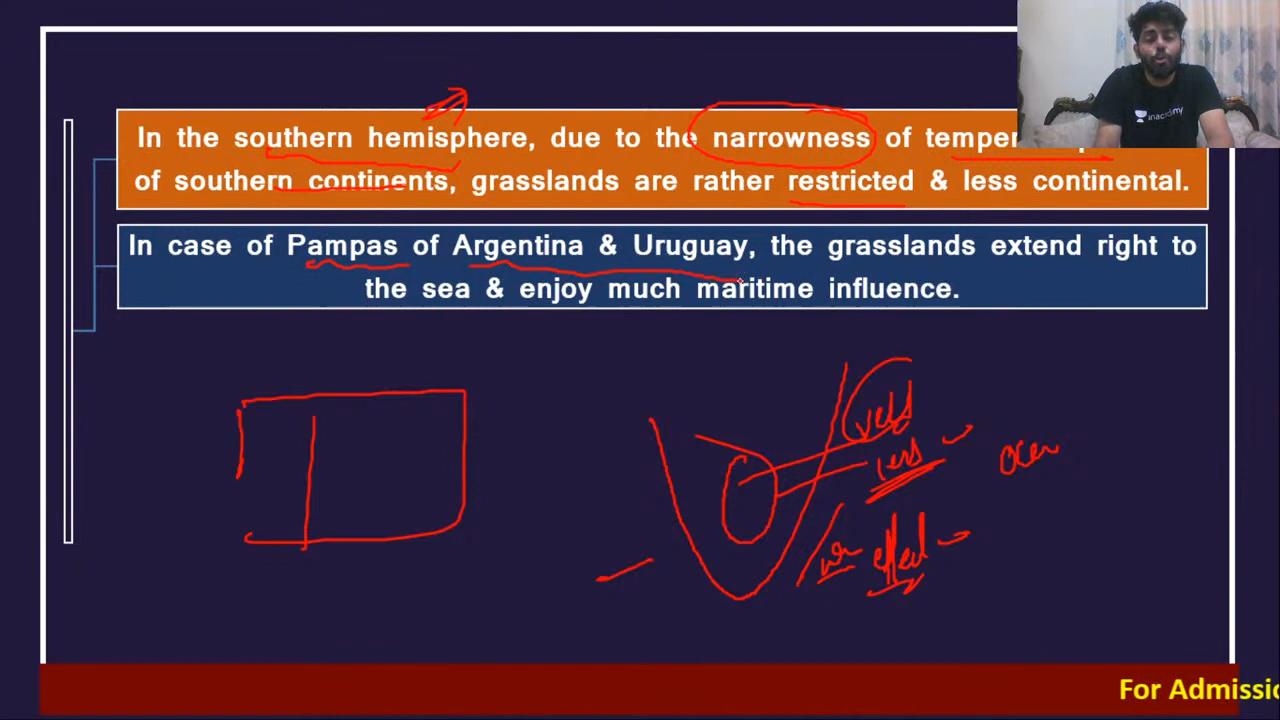 In the southern hemisphere, due to the narrowness of temper
of southern continents, grasslands are rather restricted & less continental.
In case of Pampas of Argentina & Uruguay, the grasslands extend right to
the sea & enjoy much maritime influence.
unacademy
veld
less
effect
For Admissio